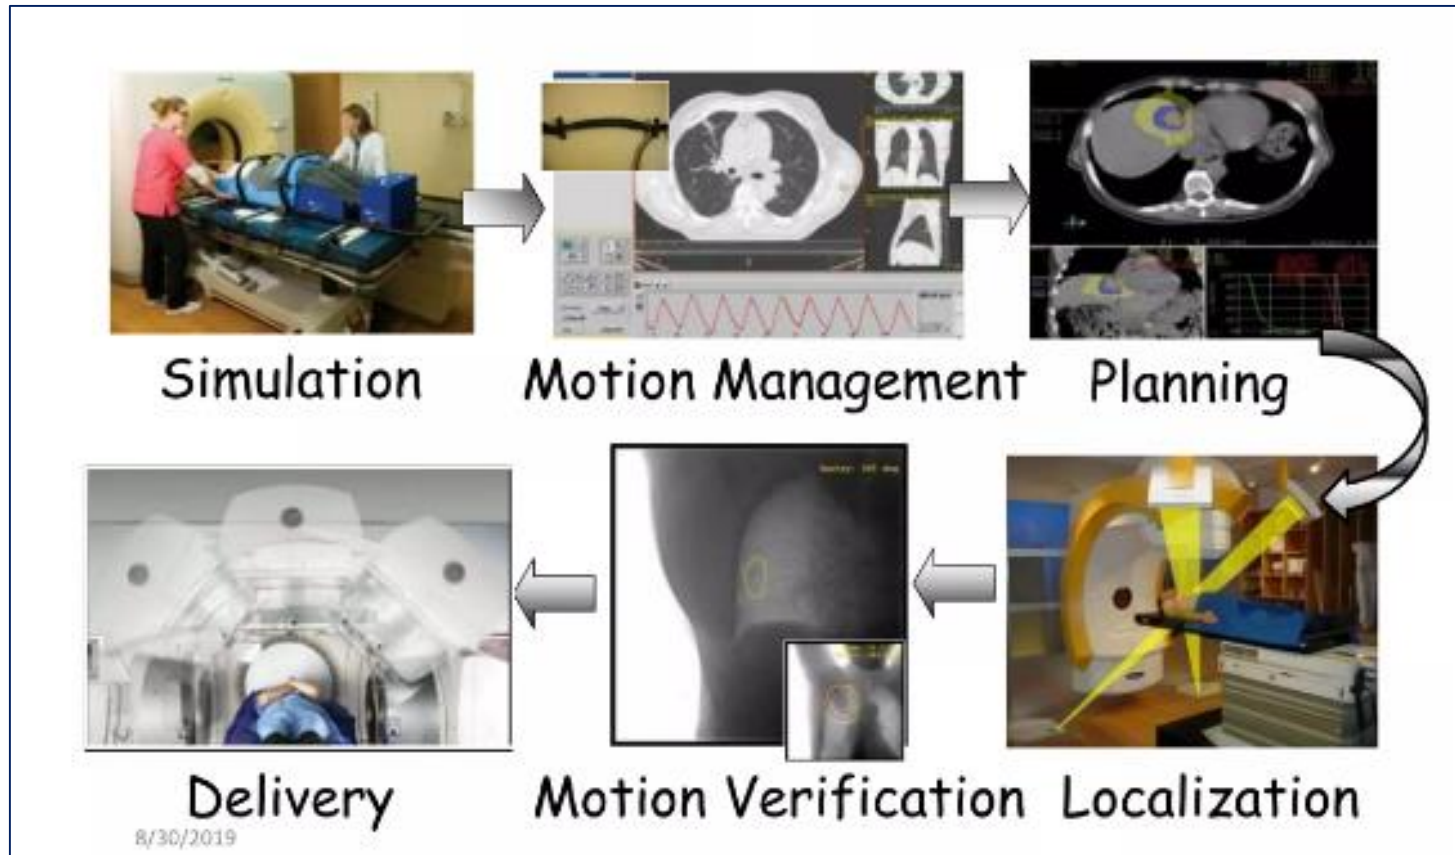 Simulation
Motion Management
Planning
Delivery
Motion Verification
Localization
8/30/2019